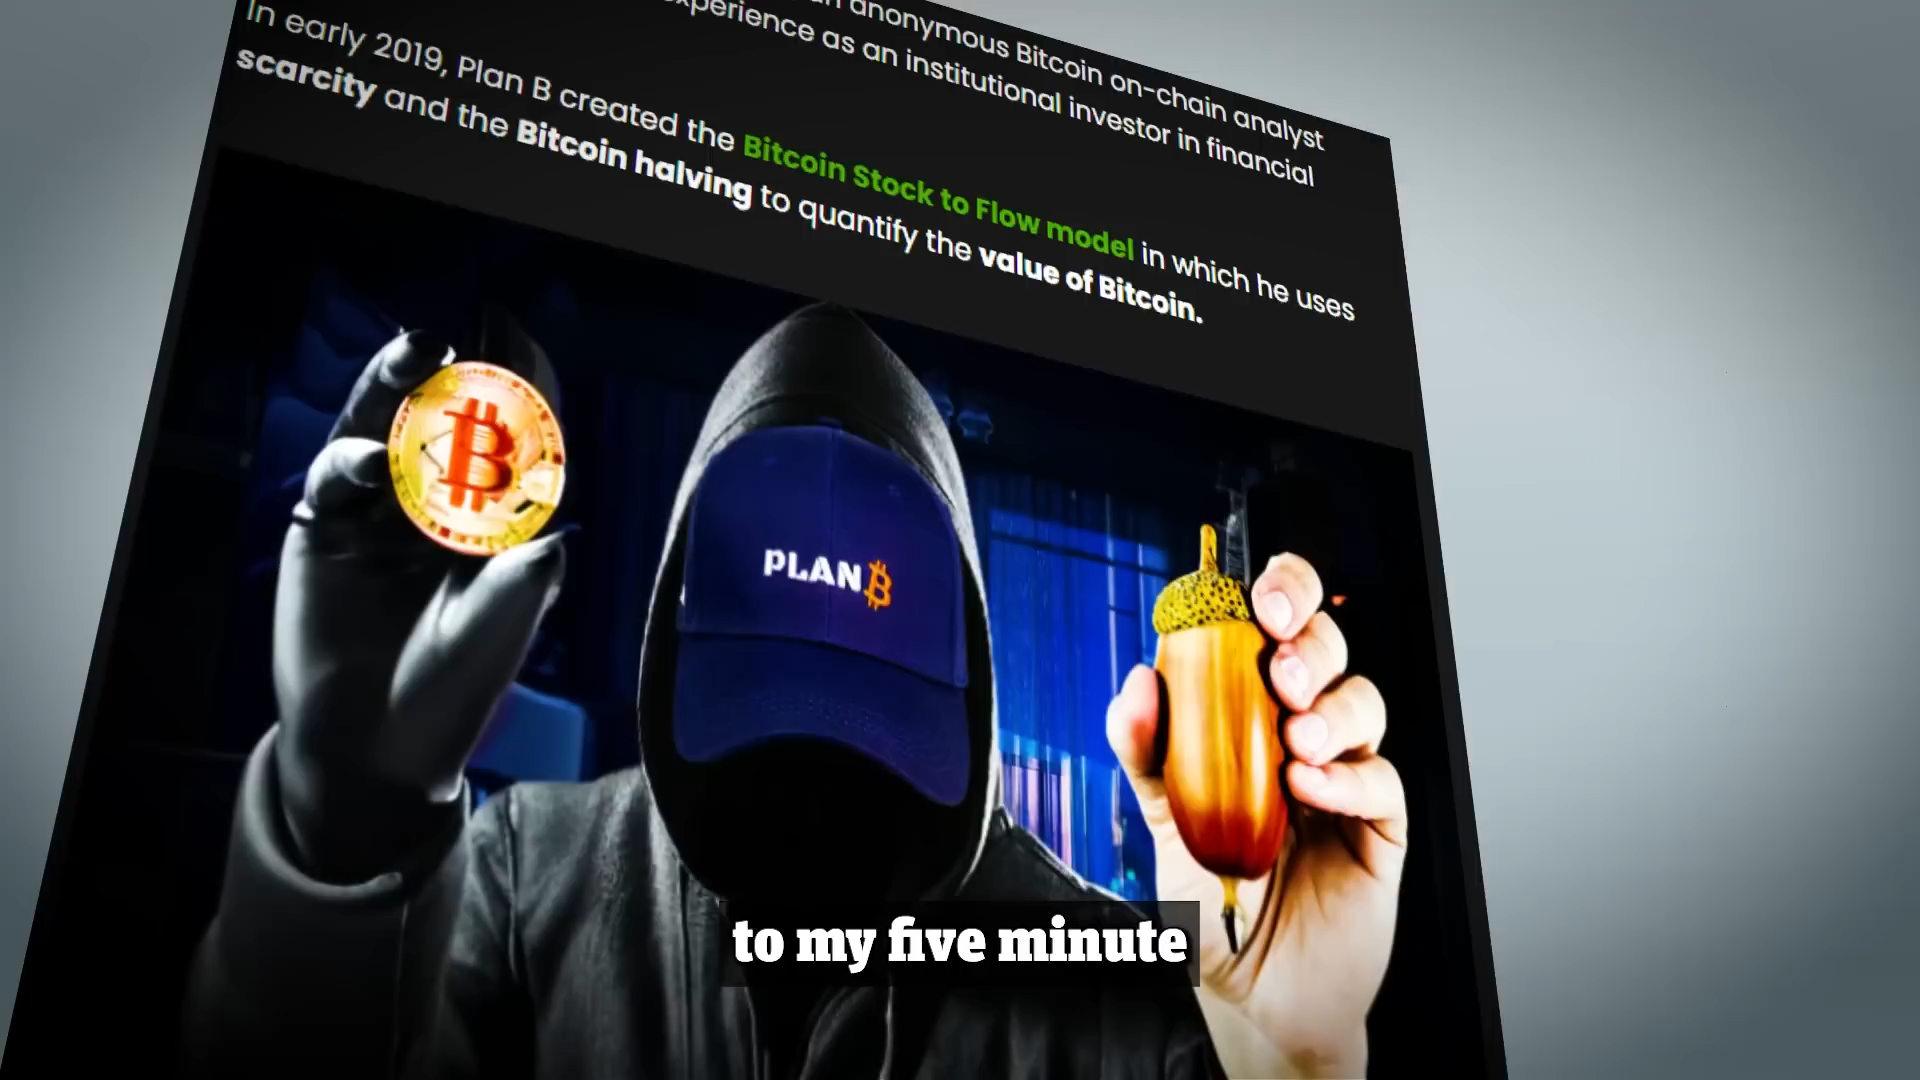 anonymous Bitcoin on-chain analyst
experience as an institutional investor in financial
In early 2019, Plan B created the Bitcoin Stock to Flow model in which he uses
scarcity and the Bitcoin halving to quantify the value of Bitcoin.
B
pLAN₿
to my five minute